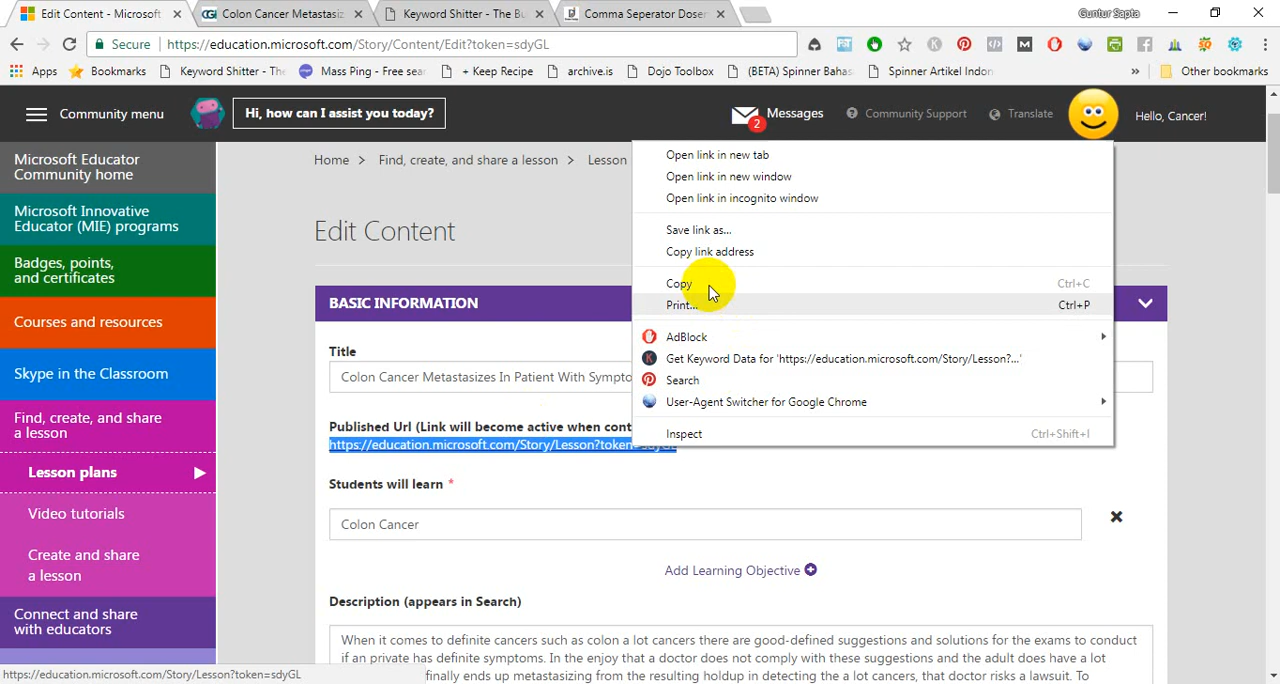 Edit Content - Microsoft
Colon Cancer Metastasiz
Keyword Shitter - The Bu
Comma Seperator Doser
Guntur Sapta
Secure
https://education.microsoft.com/Story/Content/Edit?token=sdyGL
Apps
Bookmarks
Keyword Shitter - The
Mass Ping - Free sea
+ Keep Recipe
archive.is
Dojo Toolbox
(BETA) Spinner Bahas
Spinner Artikel Indon
»
Other bookmarks
Community menu
Hi, how can I assist you today?
2
Messages
Community Support
Translate
Hello, Cancer!
Microsoft Educator
Community home
Microsoft Innovative
Educator (MIE) programs
Badges, points,
and certificates
Courses and resources
Skype in the Classroom
Find, create, and share
a lesson
Lesson plans
Video tutorials
Create and share
a lesson
Connect and share
with educators
Home > Find, create, and share a lesson > Lesson
Edit Content
BASIC INFORMATION
Title
Colon Cancer Metastasizes In Patient With Sympto
Published Url (Link will become active when cont
https://education.microsoft.com/Story/Lesson?token=sdyGL
Students will learn *
Colon Cancer
Add Learning Objective
Description (appears in Search)
When it comes to definite cancers such as colon a lot cancers there are good-defined suggestions and solutions for the exams to conduct
if an private has definite symptoms. In the enjoy that a doctor does not comply with these suggestions and the adult does have a lot
finally ends up metastasizing from the resulting holdup in detecting the a lot cancers, that doctor risks a lawsuit. To
Open link in new tab
Open link in new window
Open link in incognito window
Save link as...
Copy link address
Copy Ctrl+C
Print... Ctrl+P
AdBlock
Get Keyword Data for 'https://education.microsoft.com/Story/Lesson?...'
Search
User-Agent Switcher for Google Chrome
Inspect Ctrl+Shift+I
https://education.microsoft.com/Story/Lesson?token=sdyGL